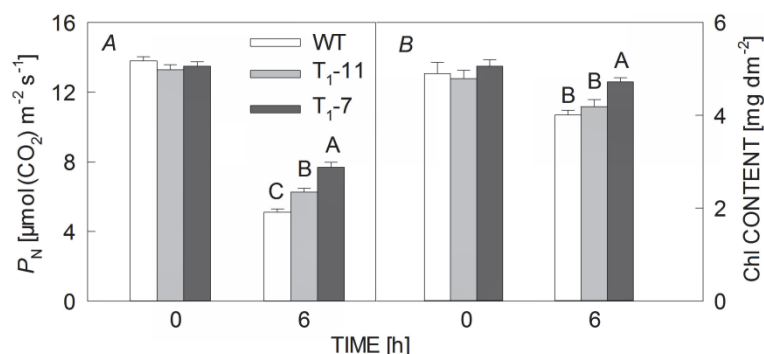 16
12
8
4
0
P_N [µmol (CO₂) m⁻² s⁻¹]
A
WT
T₁-11
T₁-7
C
B
A
0
6
B
B
B
A
0
6
6
4
2
0
Chl CONTENT [mg dm⁻²]
TIME [h]